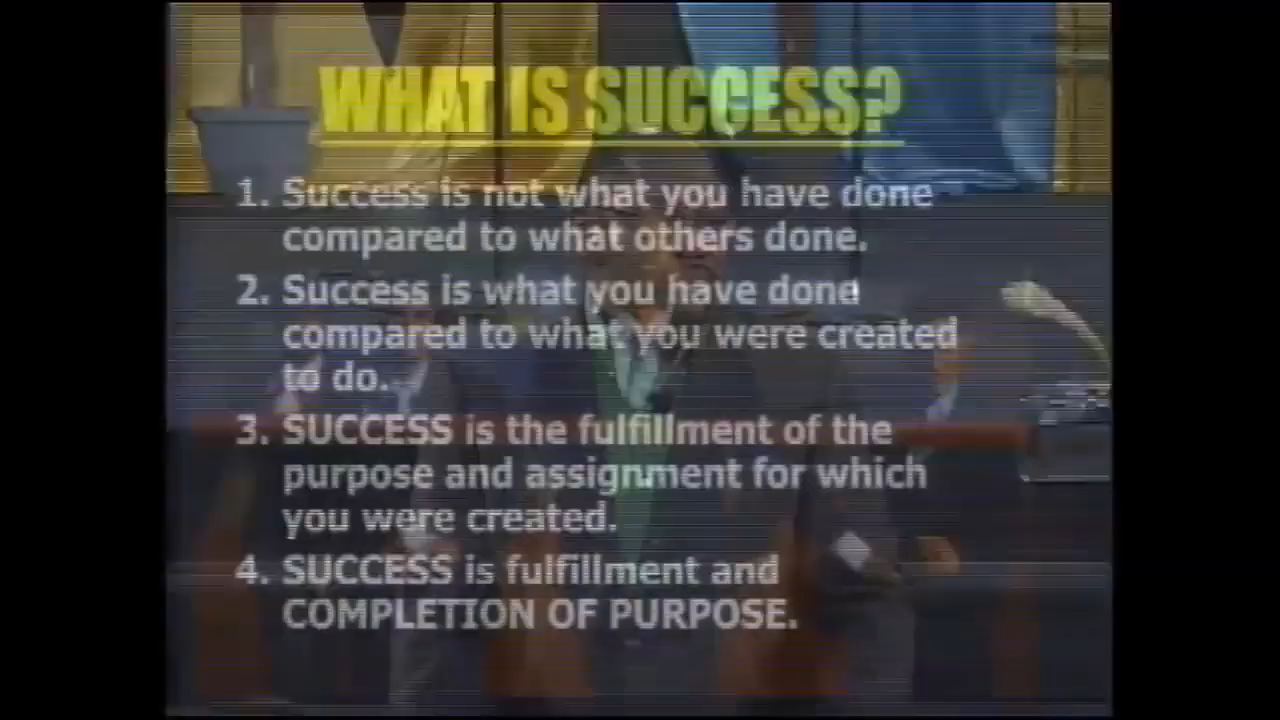 WHAT IS SUCCESS?
1. Success is not what you have done
compared to what others done.
2. Success is what you have done
compared to what you were created
to do.
3. SUCCESS is the fulfillment of the
purpose and assignment for which
you were created.
4. SUCCESS is fulfillment and
COMPLETION OF PURPOSE.